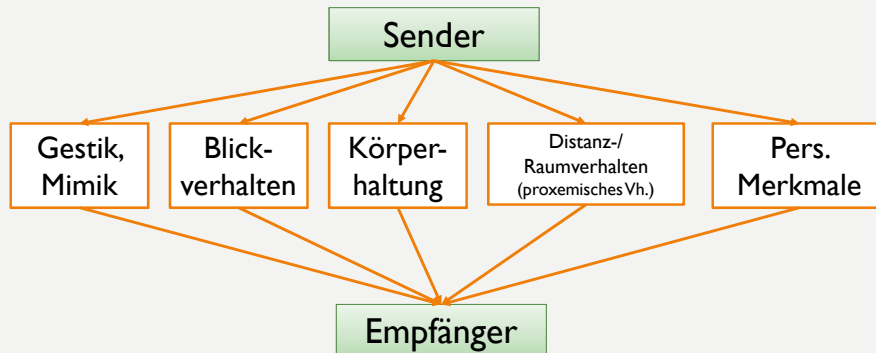 Sender
Gestik,
Mimik
Blick-
verhalten
Körper-
haltung
Distanz-/
Raumverhalten
(proxemisches Vh.)
Pers.
Merkmale
Empfänger